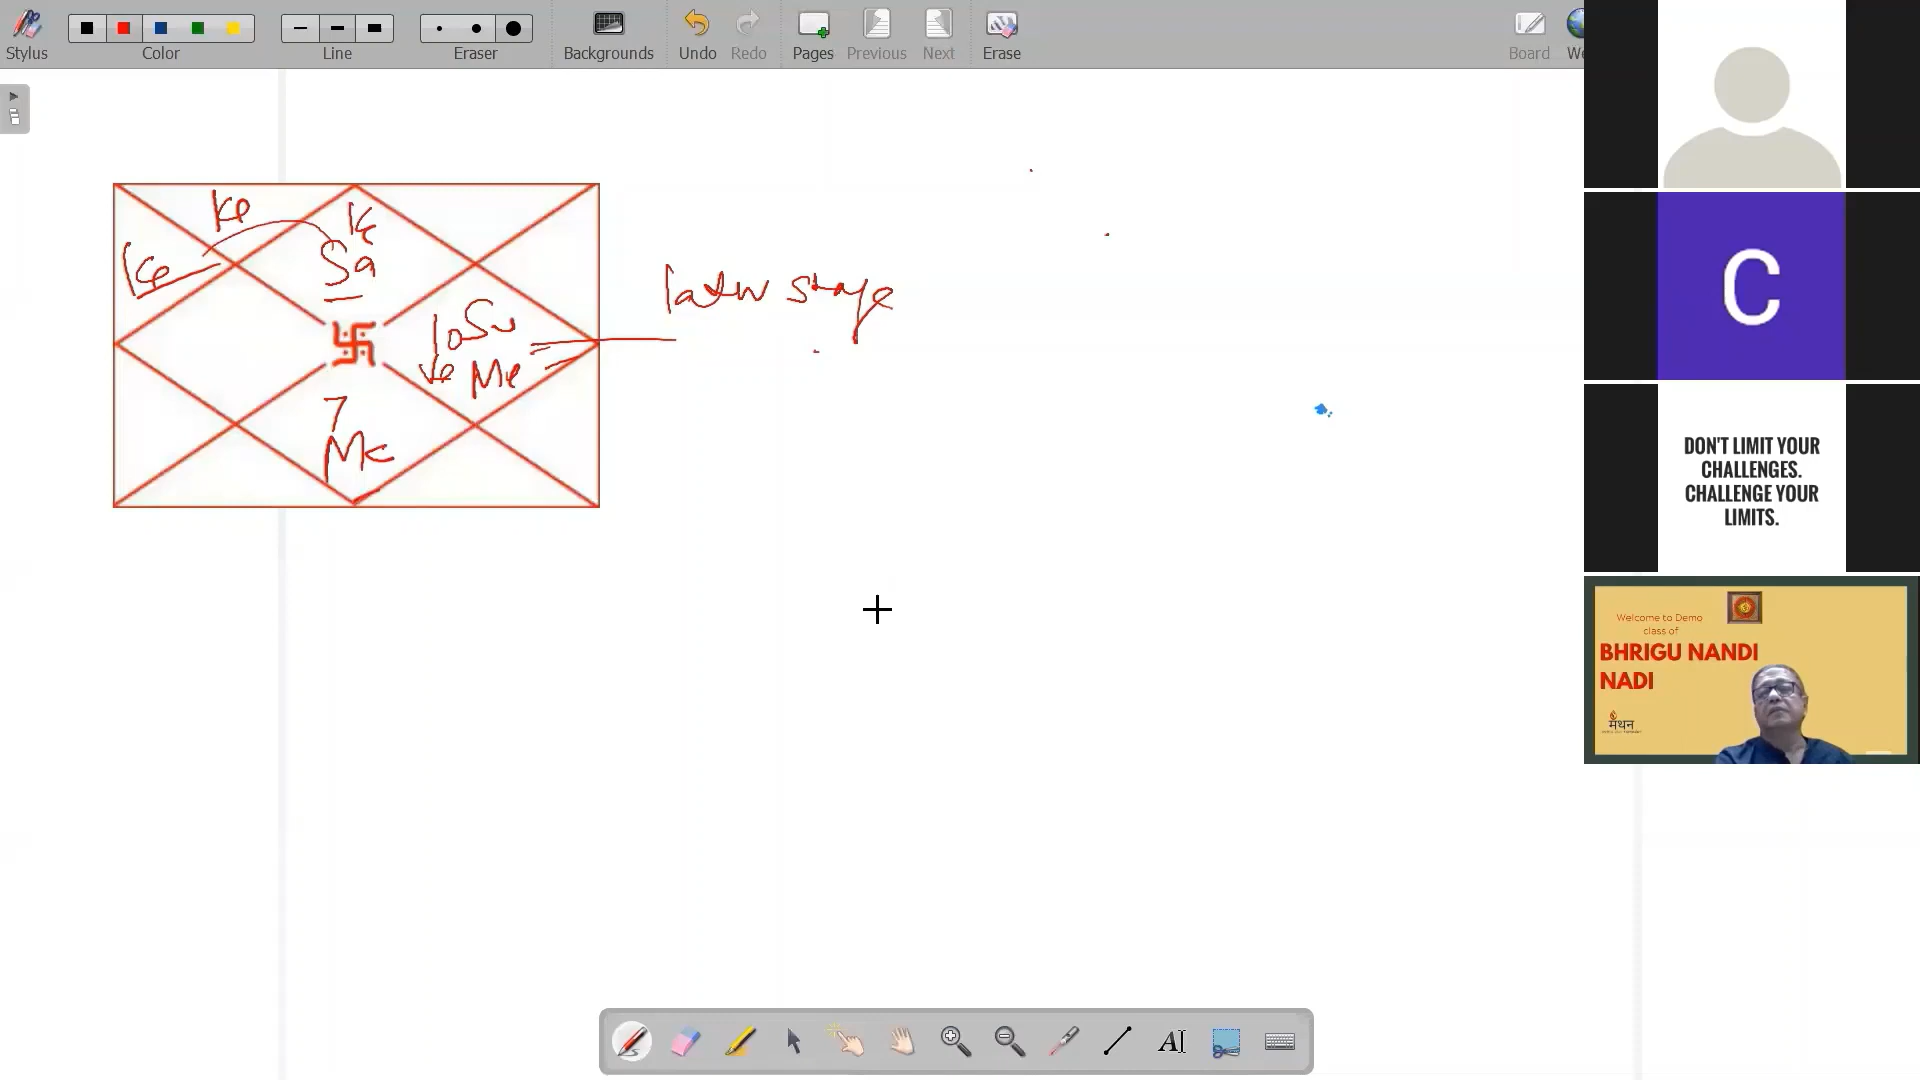 Stylus
Color
Line
Eraser
Backgrounds
Undo
Redo
Pages
Previous
Next
Erase
Board
We
Ke
Ke
Ke
Sa
10 Su
Ve Me
7
Ma
later stage
C
DON'T LIMIT YOUR
CHALLENGES.
CHALLENGE YOUR
LIMITS.
Welcome to Demo
class of
BHRIGU NANDI
NADI
मंथन